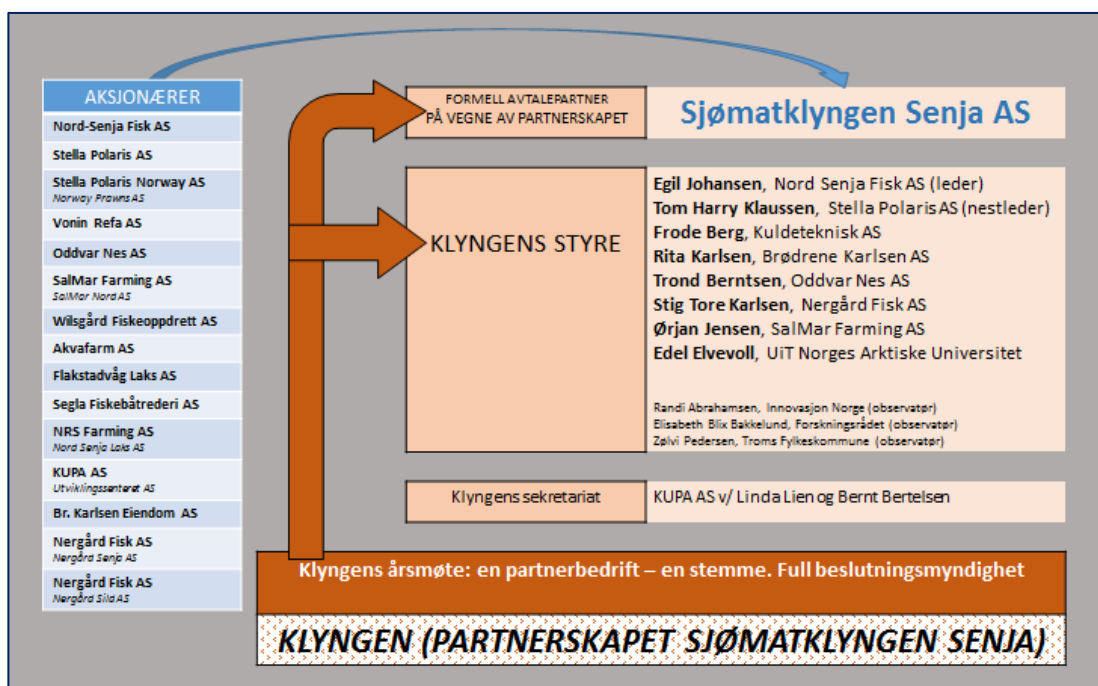 AKSJONÆRER
Nord-Senja Fisk AS
Stella Polaris AS
Stella Polaris Norway AS
Norway Prawns AS
Vonin Refa AS
Oddvar Nes AS
SalMar Farming AS
SalMar Nord AS
Wilsgård Fiskeoppdrett AS
Akvafarm AS
Flakstadvåg Laks AS
Segla Fiskebåtrederi AS
NRS Farming AS
Nord Senja Laks AS
KUPA AS
Utviklingssenteret AS
Br. Karlsen Eiendom AS
Nergård Fisk AS
Nergård Senja AS
Nergård Fisk AS
Nergård Sild AS
FORMELL AVTALEPARTNER
PÅ VEGNE AV PARTNERSKAPET
Sjømatklyngen Senja AS
KLYNGENS STYRE
Egil Johansen, Nord Senja Fisk AS (leder)
Tom Harry Klaussen, Stella Polaris AS (nestleder)
Frode Berg, Kuldeteknisk AS
Rita Karlsen, Brødrene Karlsen AS
Trond Berntsen, Oddvar Nes AS
Stig Tore Karlsen, Nergård Fisk AS
Ørjan Jensen, SalMar Farming AS
Edel Elvevoll, UiT Norges Arktiske Universitet
Randi Abrahamsen, Innovasjon Norge (observatør)
Elisabeth Blix Bakkelund, Forskningsrådet (observatør)
Zølvi Pedersen, Troms Fylkeskommune (observatør)
Klyngens sekretariat
KUPA AS v/ Linda Lien og Bernt Bertelsen
Klyngens årsmøte: en partnerbedrift – en stemme. Full beslutningsmyndighet
KLYNGEN (PARTNERSKAPET SJØMATKLYNGEN SENJA)